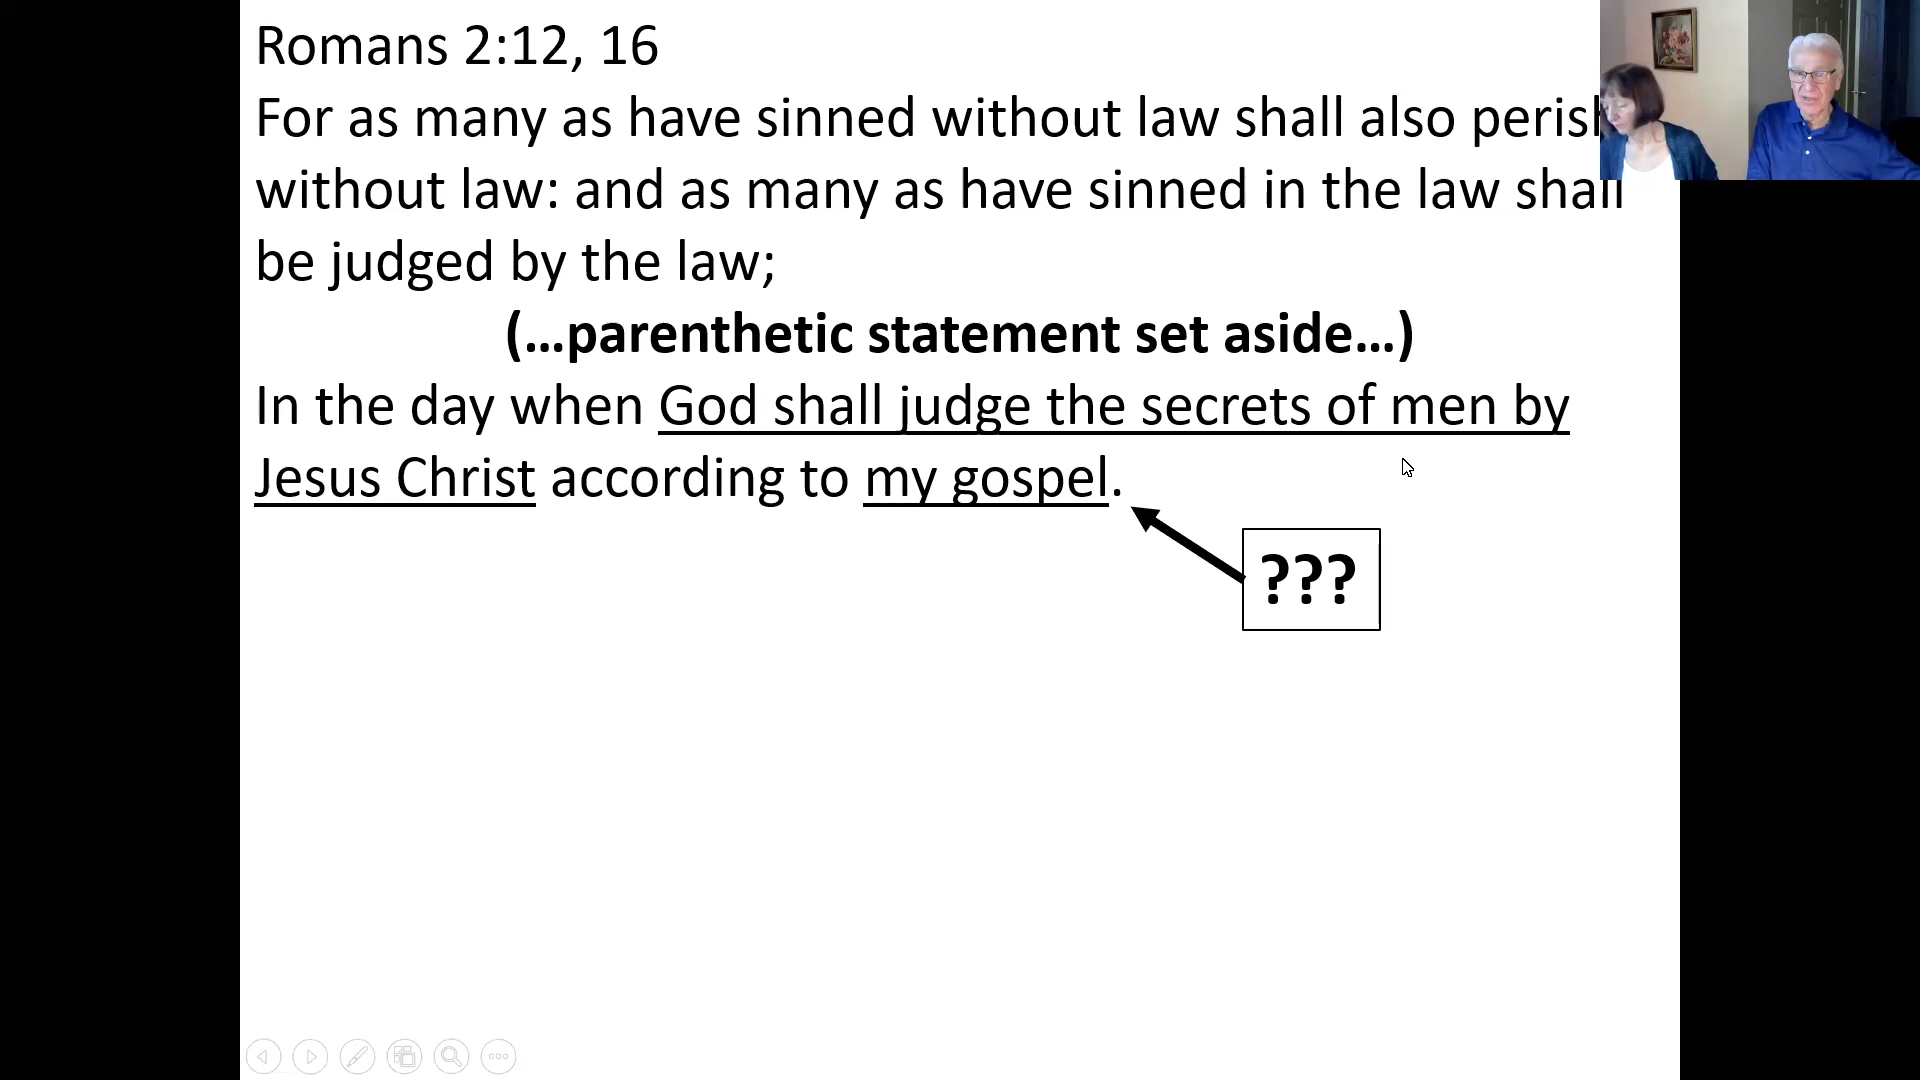 Romans 2:12, 16
For as many as have sinned without law shall also perish
without law: and as many as have sinned in the law shall
be judged by the law;
(...parenthetic statement set aside...)
In the day when God shall judge the secrets of men by
Jesus Christ according to my gospel.
???